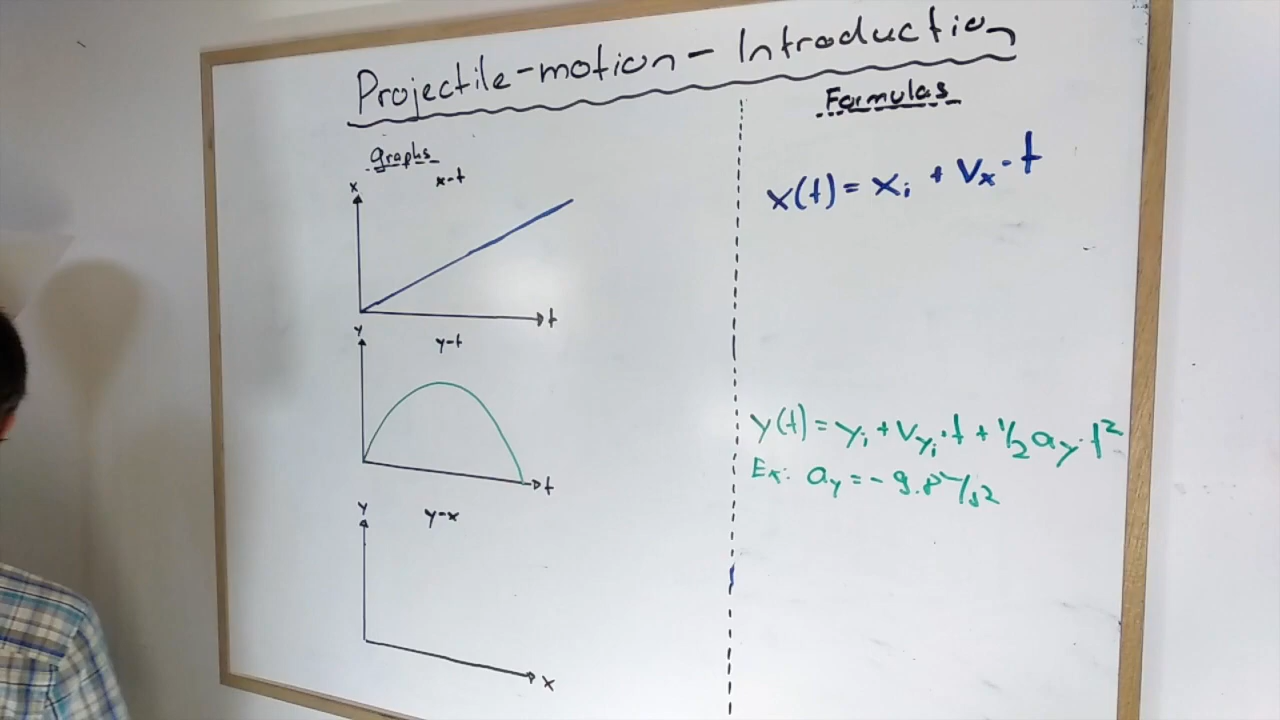 Projectile-motion - Introduction
Graphs
x-t
x
t
y-t
y
t
y-x
y
x
Formulas
x(t) = xi + vx · t
y(t) = yi + vyi · t + 1/2 ay · t²
Ex: ay = - 9.8 m/s²